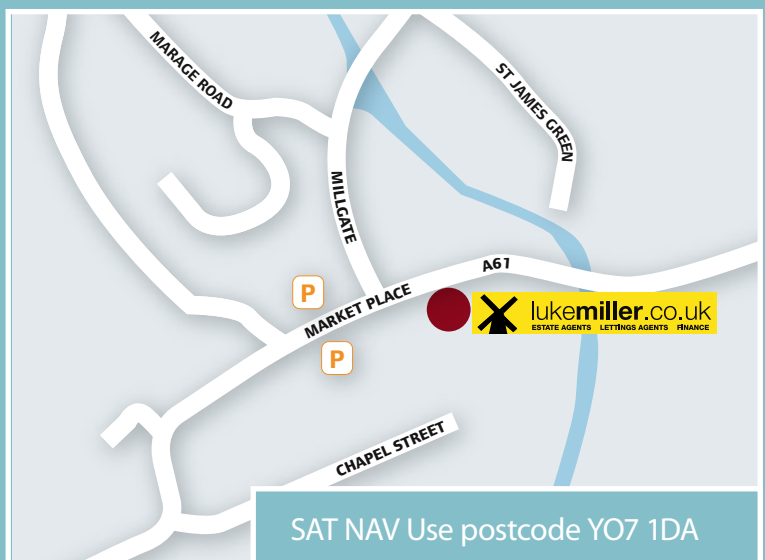 MARAGE ROAD
ST JAMES GREEN
MILLGATE
A61
P
MARKET PLACE
lukemiller.co.uk
ESTATE AGENTS LETTINGS AGENTS FINANCE
P
CHAPEL STREET
SAT NAV Use postcode YO7 1DA